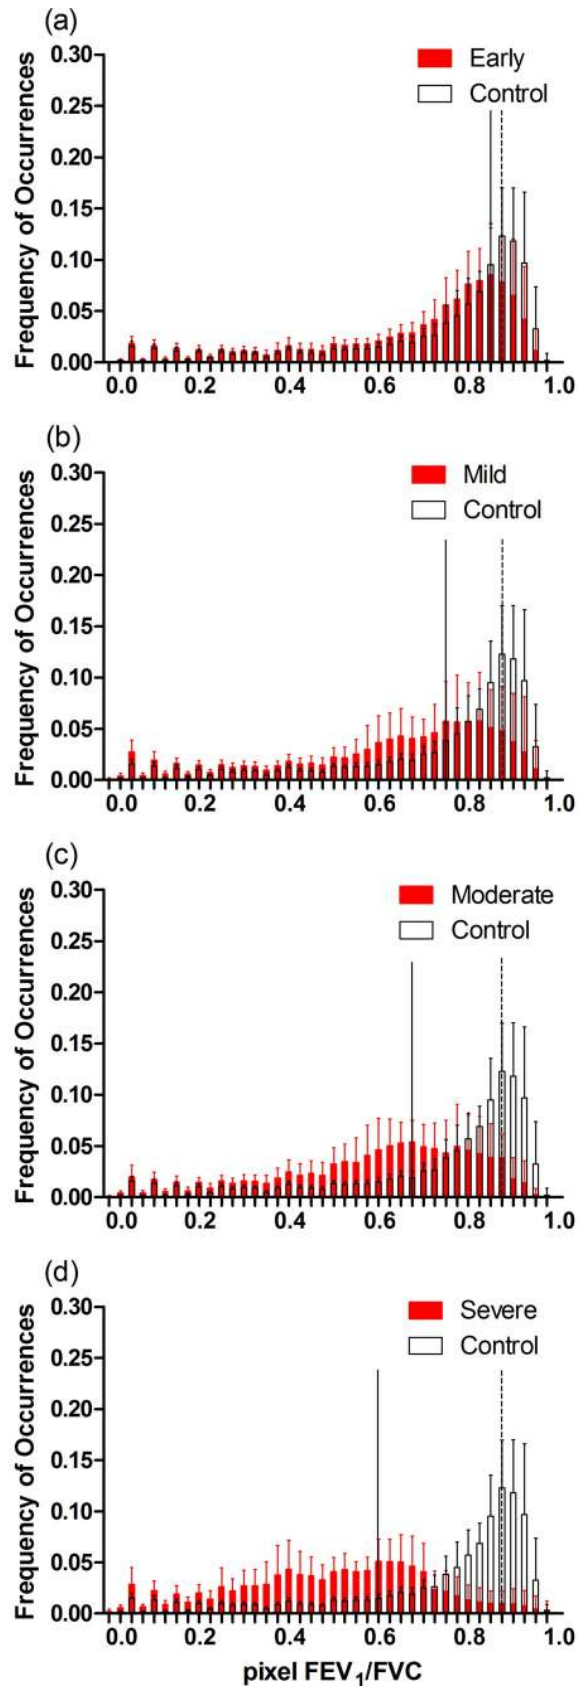 (a)
Early
Control
Frequency of Occurrences
0.30
0.25
0.20
0.15
0.10
0.05
0.00
0.0 0.2 0.4 0.6 0.8 1.0
(b)
Mild
Control
Frequency of Occurrences
0.30
0.25
0.20
0.15
0.10
0.05
0.00
0.0 0.2 0.4 0.6 0.8 1.0
(c)
Moderate
Control
Frequency of Occurrences
0.30
0.25
0.20
0.15
0.10
0.05
0.00
0.0 0.2 0.4 0.6 0.8 1.0
(d)
Severe
Control
Frequency of Occurrences
0.30
0.25
0.20
0.15
0.10
0.05
0.00
0.0 0.2 0.4 0.6 0.8 1.0
pixel FEV₁/FVC